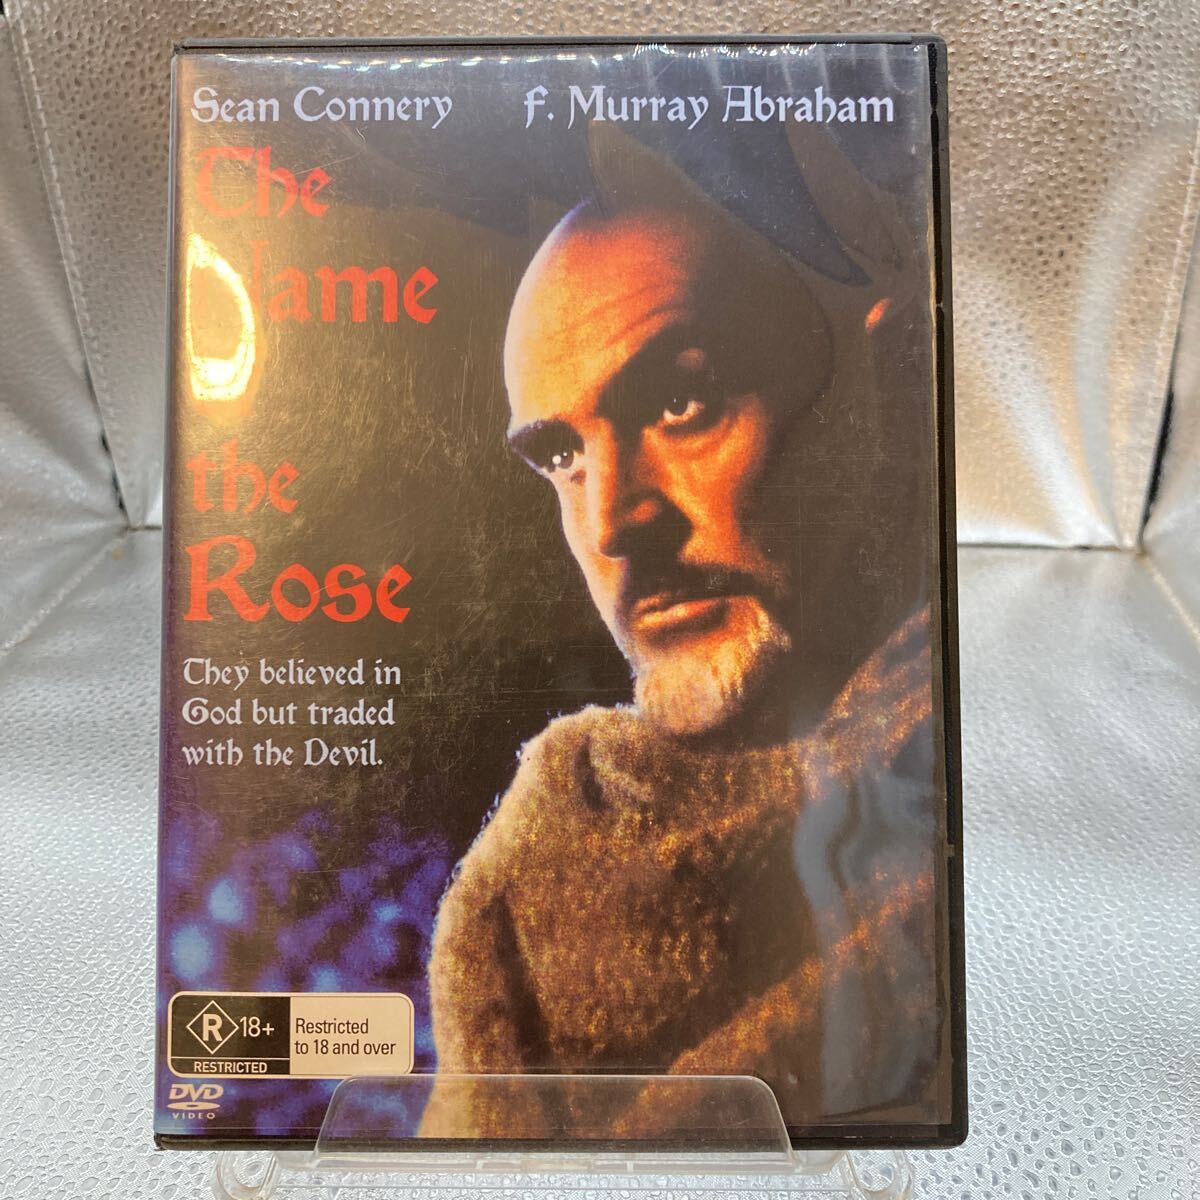 Sean Connery F. Murray Abraham
The
Name
the
Rose
They believed in
God but traded
with the Devil.
R 18+
RESTRICTED
Restricted
to 18 and over
DVD
VIDEO